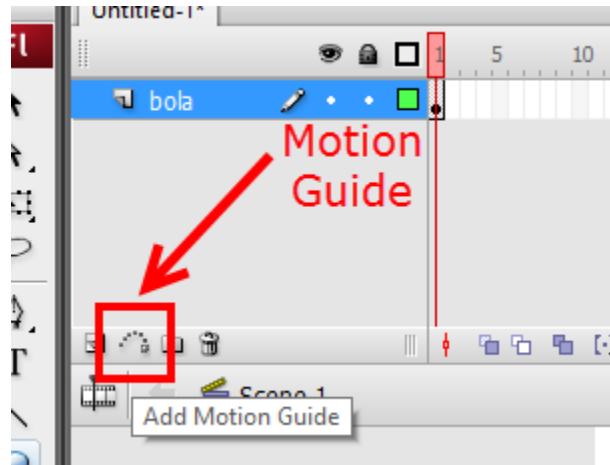 Untitled-1*
Fl
1 5 10
bola
Motion
Guide
T
Scene 1
Add Motion Guide